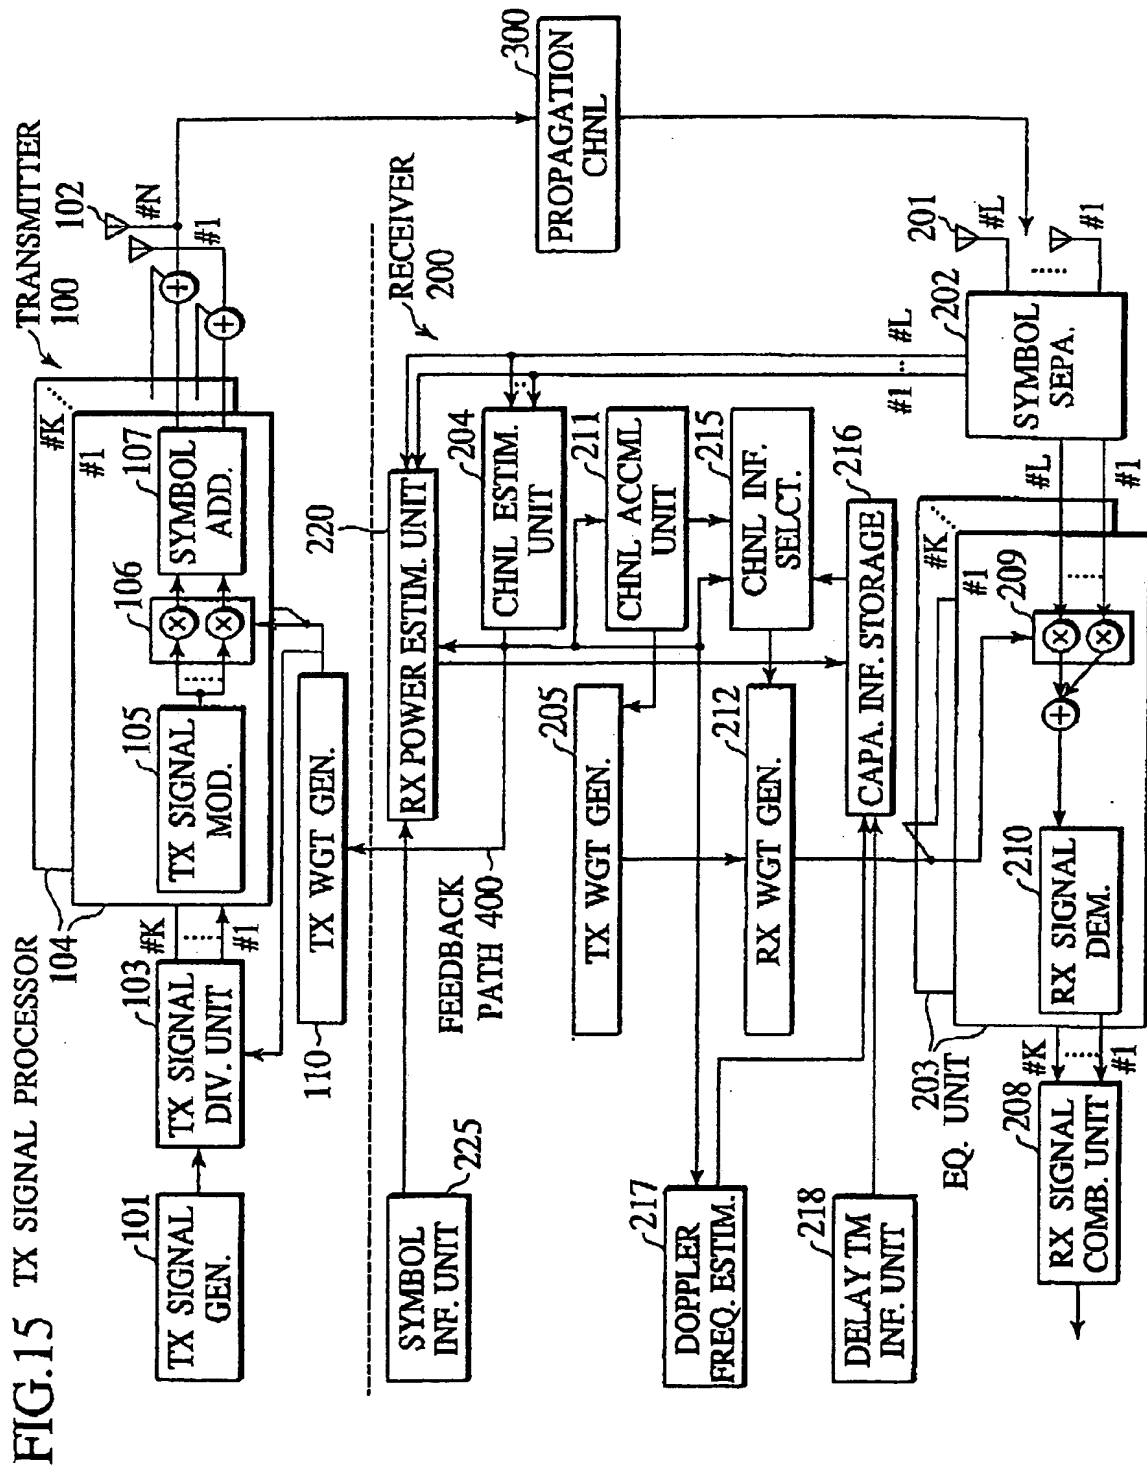 FIG.15
TX SIGNAL PROCESSOR
TRANSMITTER
100
104
#K
#1
102
#N
#1
101
TX SIGNAL
GEN.
103
TX SIGNAL
DIV. UNIT
#K
#1
105
TX SIGNAL
MOD.
106
107
SYMBOL
ADD.
110
TX WGT GEN.
300
PROPAGATION
CHNL
RECEIVER
200
220
RX POWER ESTIM. UNIT
225
SYMBOL
INF. UNIT
FEEDBACK
PATH 400
204
CHNL ESTIM.
UNIT
205
TX WGT GEN.
211
CHNL ACCML
UNIT
212
RX WGT GEN.
215
CHNL INF.
SELCT.
216
CAPA. INF. STORAGE
217
DOPPLER
FREQ. ESTIM.
218
DELAY TM
INF. UNIT
#L
#1
201
#L
#1
202
SYMBOL
SEPA.
#L
#1
203
EQ. UNIT
#K
#1
209
210
RX SIGNAL
DEM.
#K
#1
208
RX SIGNAL
COMB. UNIT